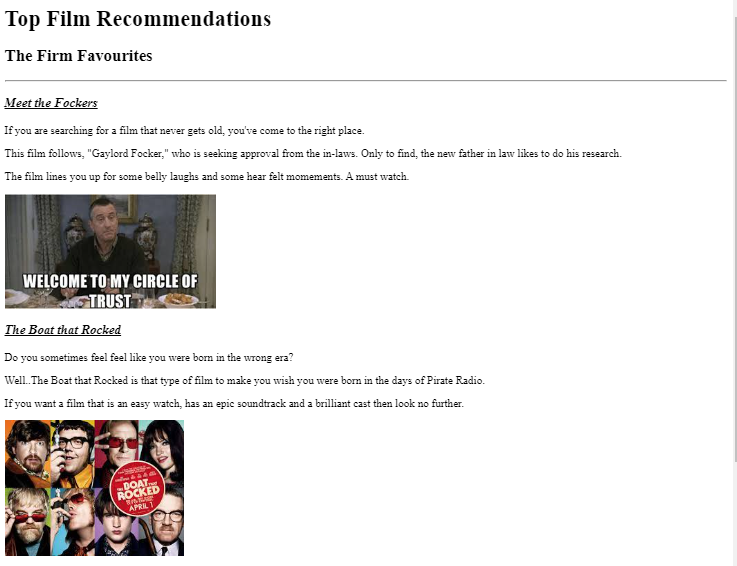 Top Film Recommendations
The Firm Favourites
Meet the Fockers
If you are searching for a film that never gets old, you've come to the right place.
This film follows, "Gaylord Focker," who is seeking approval from the in-laws. Only to find, the new father in law likes to do his research.
The film lines you up for some belly laughs and some hear felt momements. A must watch.
WELCOME TO MY CIRCLE OF
TRUST
The Boat that Rocked
Do you sometimes feel feel like you were born in the wrong era?
Well..The Boat that Rocked is that type of film to make you wish you were born in the days of Pirate Radio.
If you want a film that is an easy watch, has an epic soundtrack and a brilliant cast then look no further.
THE BOAT THAT
ROCKED
APRIL 1